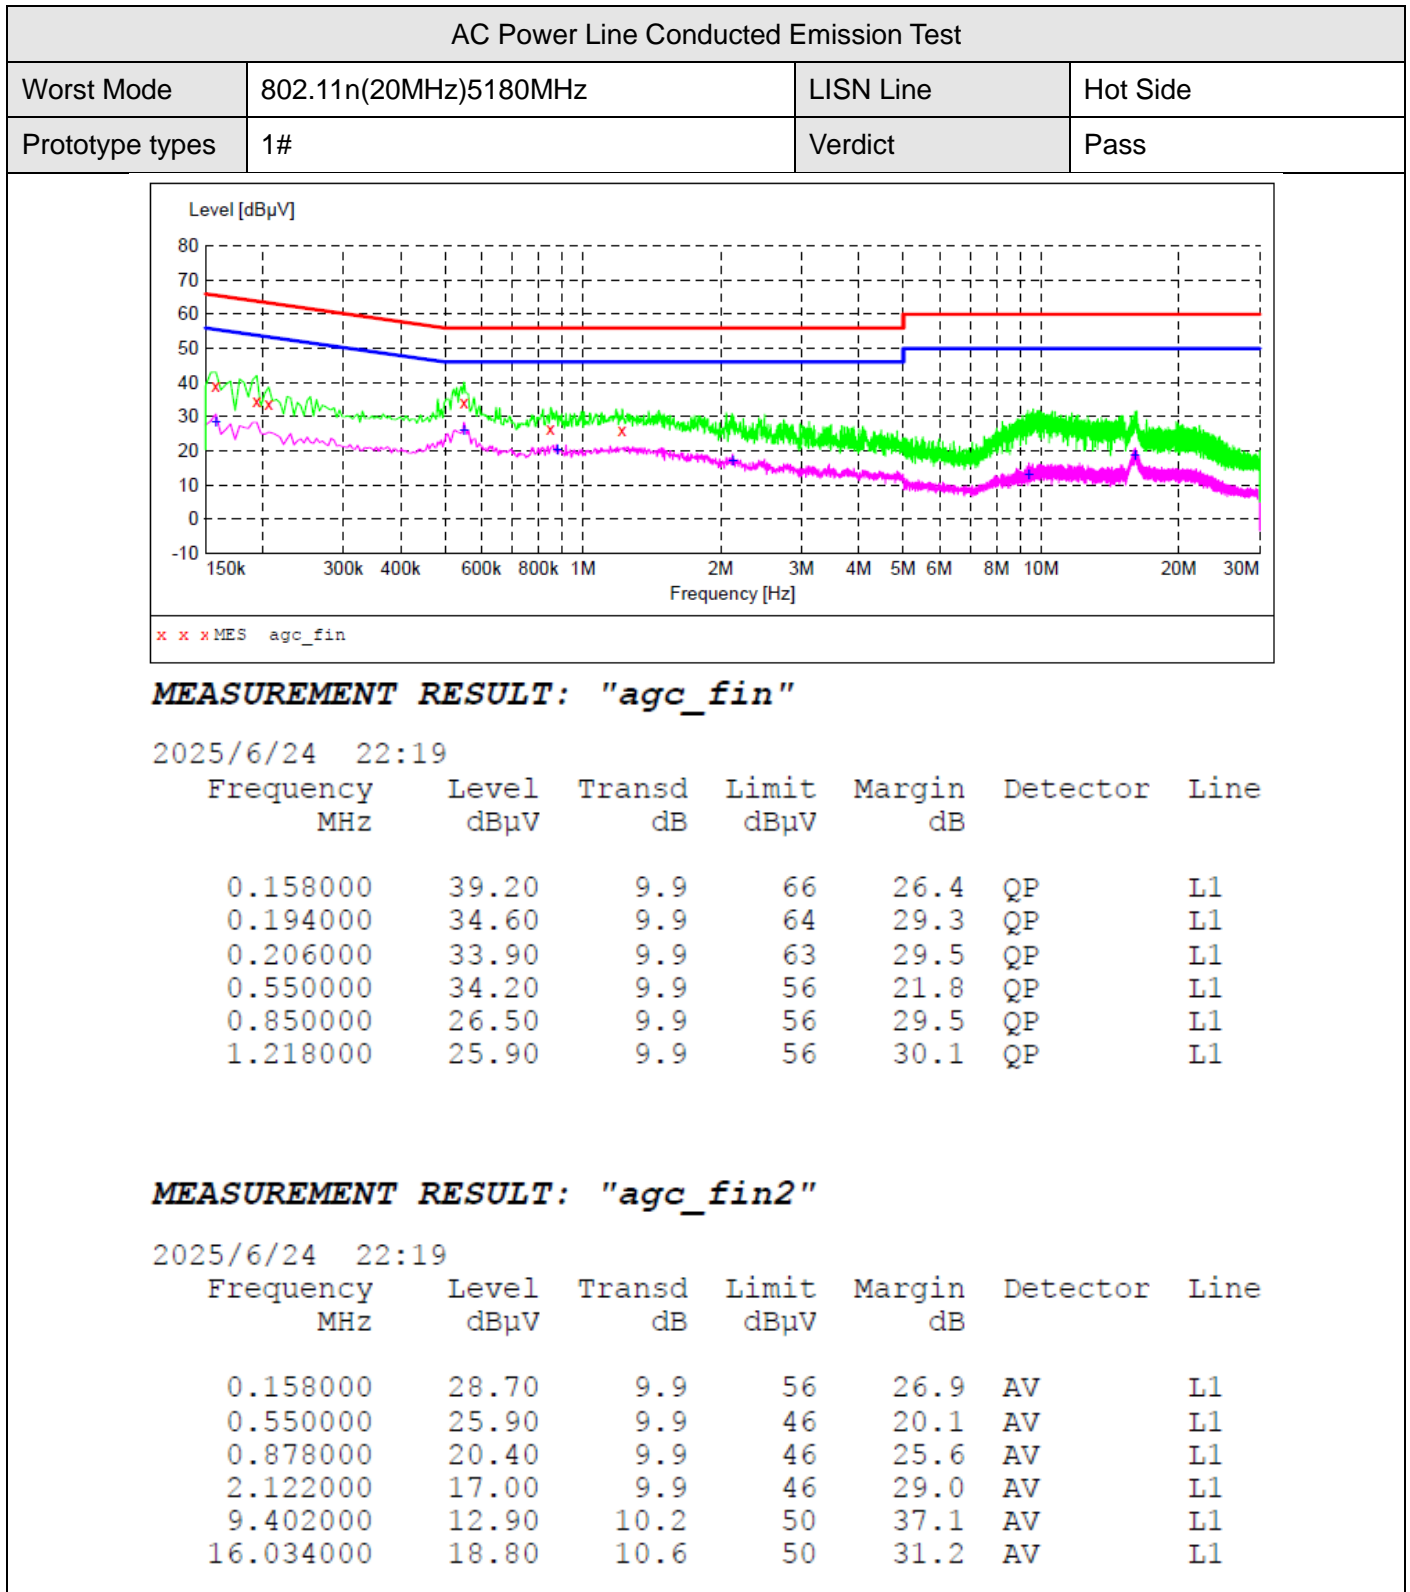 AC Power Line Conducted Emission Test
Worst Mode 802.11n(20MHz)5180MHz LISN Line Hot Side
Prototype types 1# Verdict Pass
Level [dBµV]
80
70
60
50
40
30
20
10
0
-10
150k 300k 400k 600k 800k 1M 2M 3M 4M 5M 6M 8M 10M 20M 30M
Frequency [Hz]
x x x MES agc_fin
MEASUREMENT RESULT: "agc_fin"
2025/6/24 22:19
Frequency Level Transd Limit Margin Detector Line
MHz dBµV dB dBµV dB
0.158000 39.20 9.9 66 26.4 QP L1
0.194000 34.60 9.9 64 29.3 QP L1
0.206000 33.90 9.9 63 29.5 QP L1
0.550000 34.20 9.9 56 21.8 QP L1
0.850000 26.50 9.9 56 29.5 QP L1
1.218000 25.90 9.9 56 30.1 QP L1
MEASUREMENT RESULT: "agc_fin2"
2025/6/24 22:19
Frequency Level Transd Limit Margin Detector Line
MHz dBµV dB dBµV dB
0.158000 28.70 9.9 56 26.9 AV L1
0.550000 25.90 9.9 46 20.1 AV L1
0.878000 20.40 9.9 46 25.6 AV L1
2.122000 17.00 9.9 46 29.0 AV L1
9.402000 12.90 10.2 50 37.1 AV L1
16.034000 18.80 10.6 50 31.2 AV L1